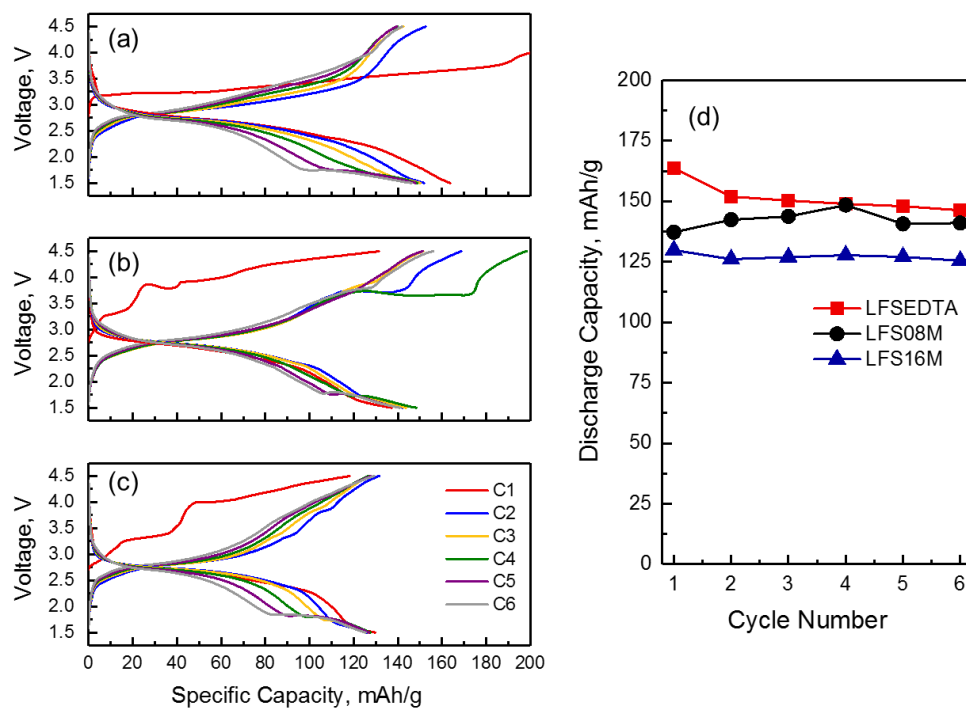 (a)
4.5
4.0
3.5
3.0
2.5
2.0
1.5
Voltage, V
(b)
4.5
4.0
3.5
3.0
2.5
2.0
1.5
Voltage, V
(c)
4.5
4.0
3.5
3.0
2.5
2.0
1.5
Voltage, V
C1
C2
C3
C4
C5
C6
0 20 40 60 80 100 120 140 160 180 200
Specific Capacity, mAh/g
(d)
200
175
150
125
100
75
50
25
0
Discharge Capacity, mAh/g
LFSEDTA
LFS08M
LFS16M
1 2 3 4 5 6
Cycle Number